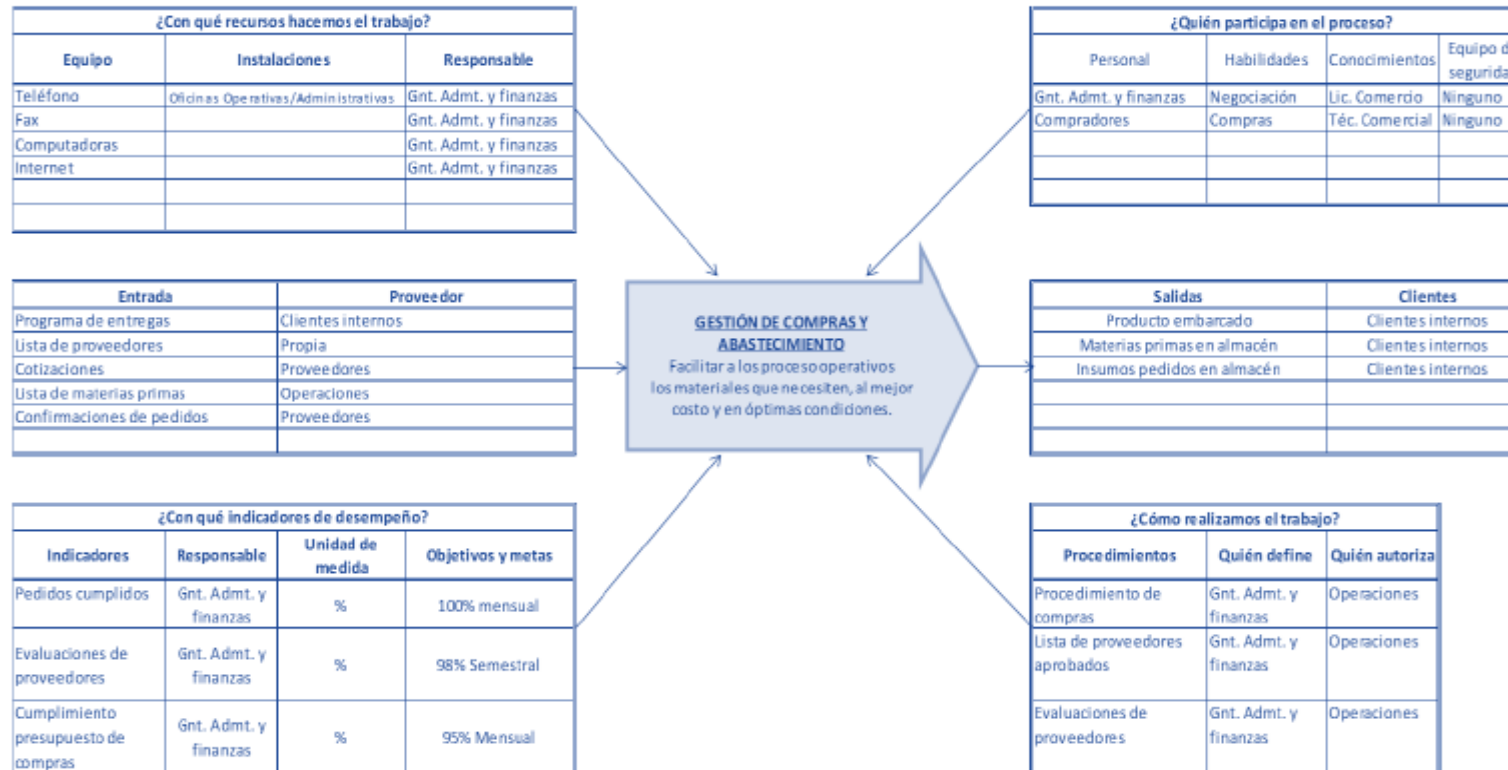 ¿Con qué recursos hacemos el trabajo?
Equipo Instalaciones Responsable
Teléfono Oficinas Operativas/Administrativas Gnt. Admt. y finanzas
Fax Gnt. Admt. y finanzas
Computadoras Gnt. Admt. y finanzas
Internet Gnt. Admt. y finanzas
¿Quién participa en el proceso?
Personal Habilidades Conocimientos Equipo d
segurida
Gnt. Admt. y finanzas Negociación Lic. Comercio Ninguno
Compradores Compras Téc. Comercial Ninguno
Entrada Proveedor
Programa de entregas Clientes internos
Lista de proveedores Propia
Cotizaciones Proveedores
Lista de materias primas Operaciones
Confirmaciones de pedidos Proveedores
GESTIÓN DE COMPRAS Y
ABASTECIMIENTO
Facilitar a los proceso operativos
los materiales que necesiten, al mejor
costo y en óptimas condiciones.
Salidas Clientes
Producto embarcado Clientes internos
Materias primas en almacén Clientes internos
Insumos pedidos en almacén Clientes internos
¿Con qué indicadores de desempeño?
Indicadores Responsable Unidad de
medida Objetivos y metas
Pedidos cumplidos Gnt. Admt. y
finanzas % 100% mensual
Evaluaciones de
proveedores Gnt. Admt. y
finanzas % 98% Semestral
Cumplimiento
presupuesto de
compras Gnt. Admt. y
finanzas % 95% Mensual
¿Cómo realizamos el trabajo?
Procedimientos Quién define Quién autoriza
Procedimiento de
compras Gnt. Admt. y
finanzas Operaciones
Lista de proveedores
aprobados Gnt. Admt. y
finanzas Operaciones
Evaluaciones de
proveedores Gnt. Admt. y
finanzas Operaciones